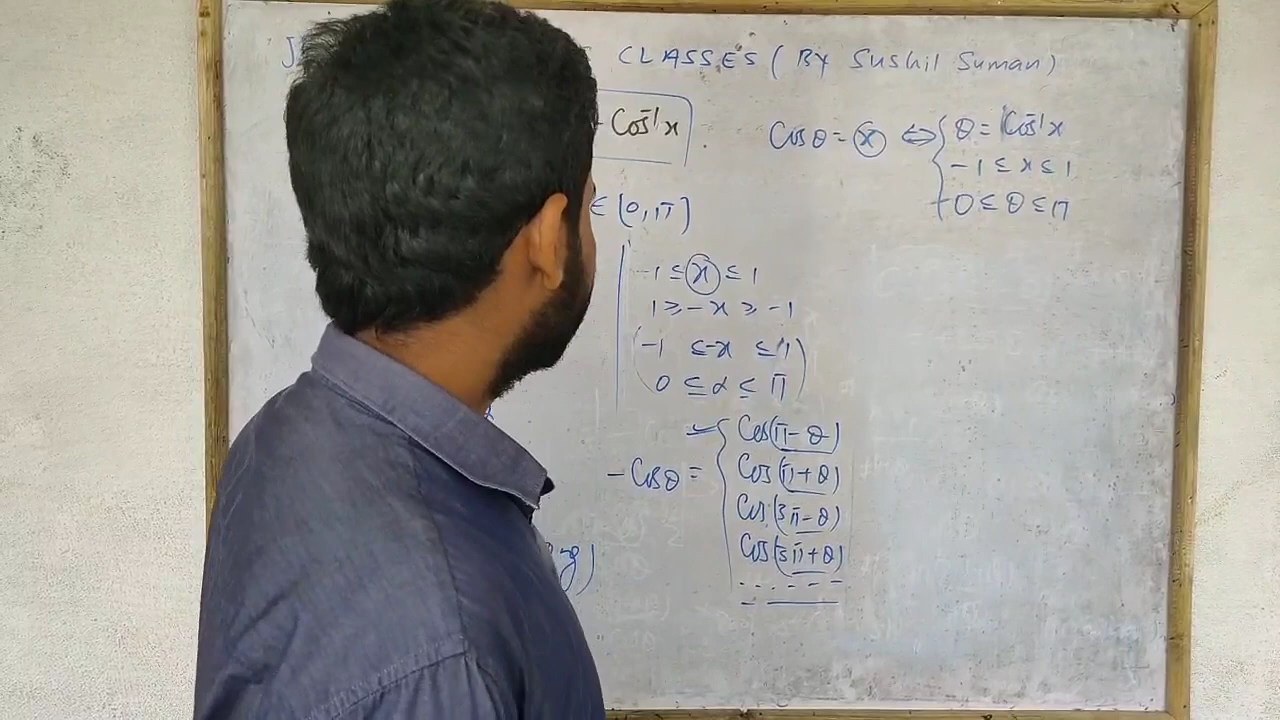 CLASSES ( By Sushil Suman)
- Cos⁻¹x
Cosθ = x ⇔ { θ = Cos⁻¹x
-1 ≤ x ≤ 1
0 ≤ θ ≤ π
∈ [0, π]
-1 ≤ x ≤ 1
1 ≥ -x ≥ -1
-1 ≤ -x ≤ 1
0 ≤ α ≤ π
- Cosθ = { Cos(π - θ)
Cos(π + θ)
Cos(3π - θ)
Cos(3π + θ)